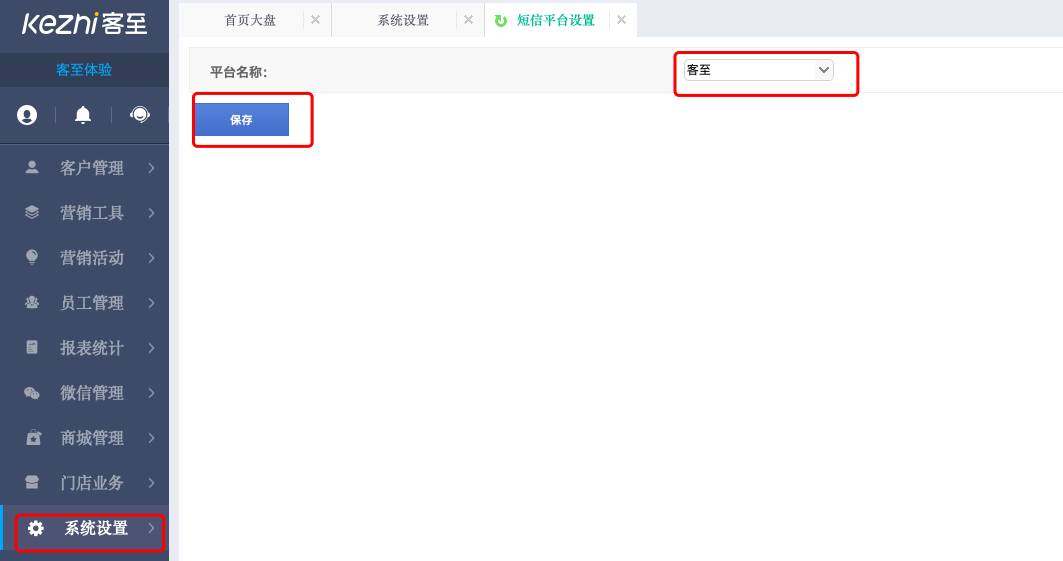 kezhi客至
客至体验
客户管理
营销工具
营销活动
员工管理
报表统计
微信管理
商城管理
门店业务
系统设置
首页大盘
系统设置
短信平台设置
平台名称:
客至
保存